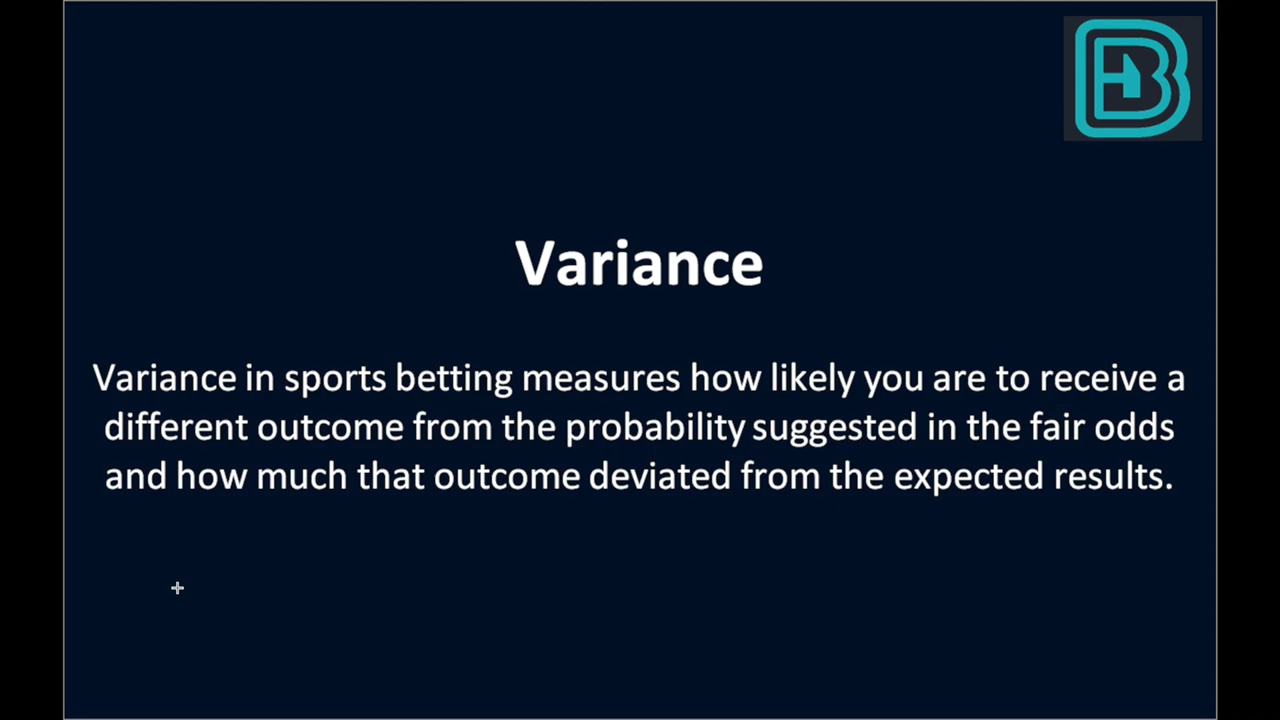 Variance
Variance in sports betting measures how likely you are to receive a
different outcome from the probability suggested in the fair odds
and how much that outcome deviated from the expected results.